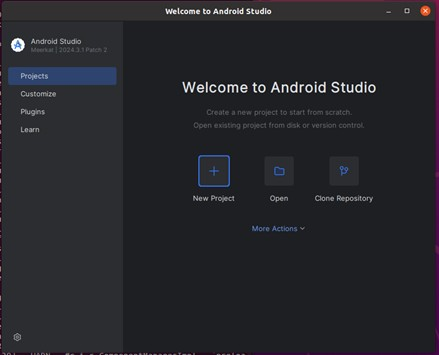 Welcome to Android Studio
Android Studio
Meerkat | 2024.3.1 Patch 2
Projects
Customize
Plugins
Learn
Welcome to Android Studio
Create a new project to start from scratch.
Open existing project from disk or version control.
New Project
Open
Clone Repository
More Actions